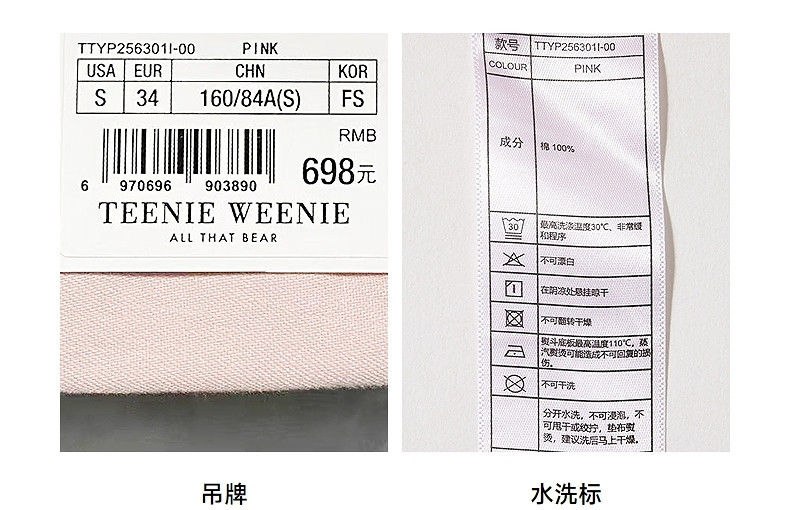 TTYP256301I-00 PINK
USA EUR CHN KOR
S 34 160/84A(S) FS
RMB
698元
6 970696 903890
TEENIE WEENIE
ALL THAT BEAR
吊牌
款号 TTYP256301I-00
COLOUR PINK
成分 棉 100%
30 最高洗涤温度30℃、非常缓
和程序
不可漂白
在阴凉处悬挂晾干
不可翻转干燥
熨斗底板最高温度110℃，蒸
汽熨烫可能造成不可回复的损
伤。
不可干洗
分开水洗，不可浸泡，不
可甩干或绞拧，垫布熨
烫，建议洗后马上干燥。
水洗标